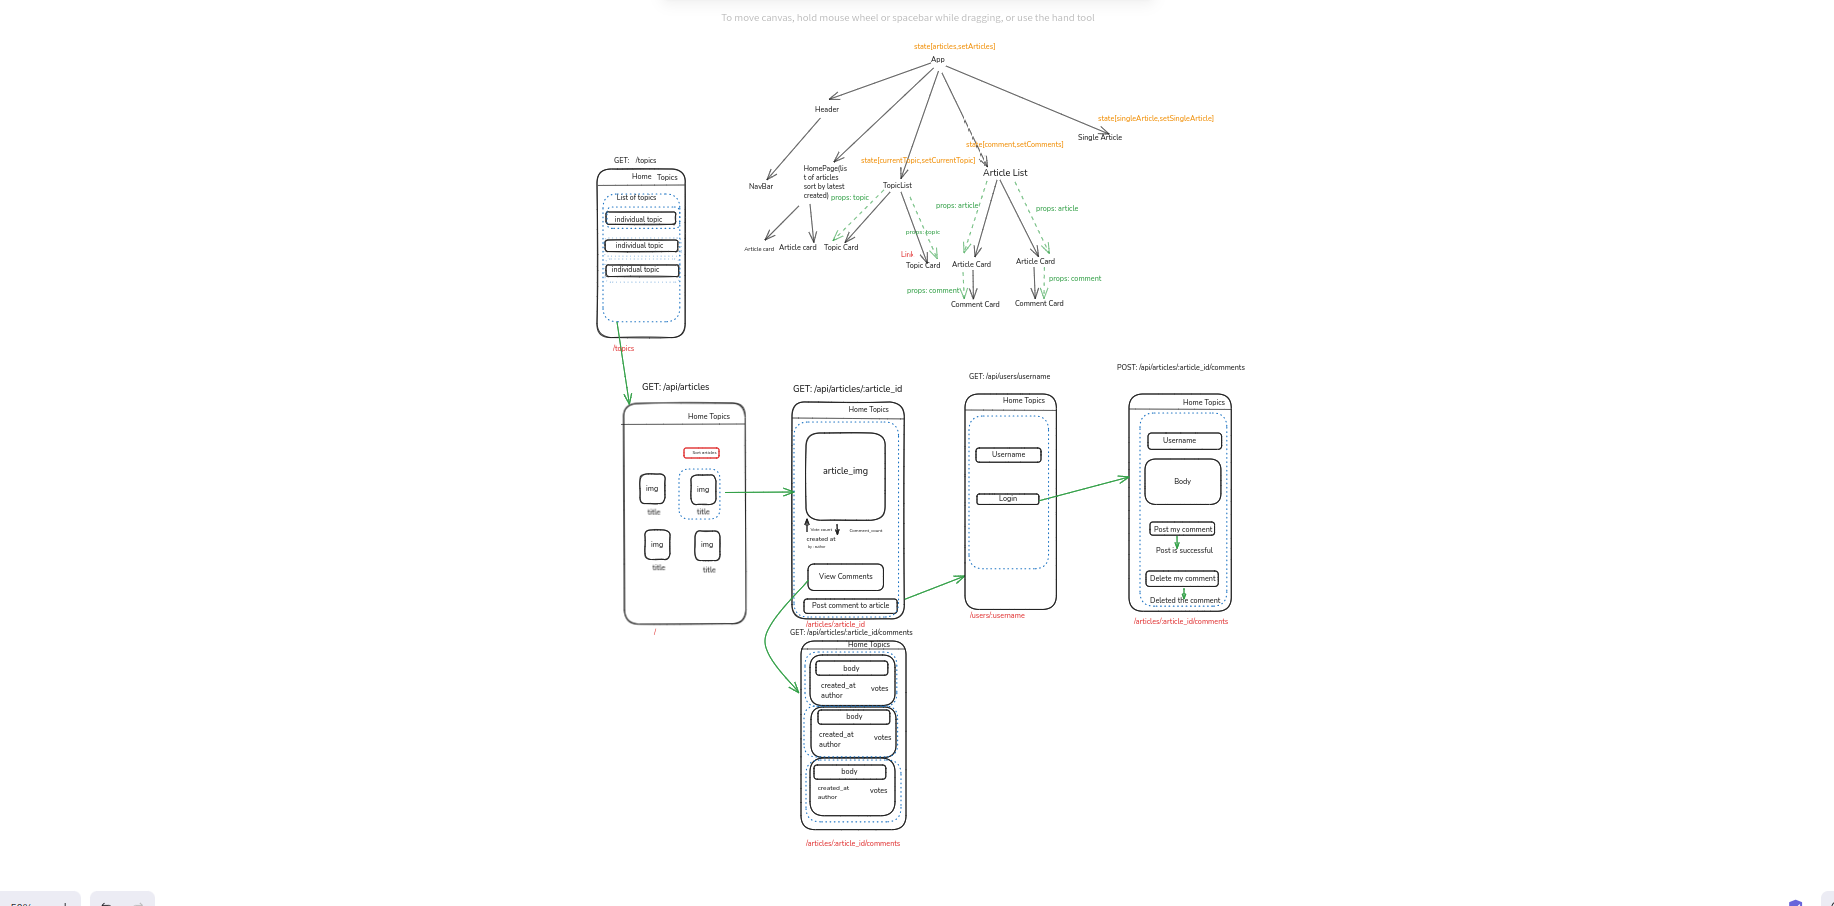 To move canvas, hold mouse wheel or spacebar while dragging, or use the hand tool
state[articles,setArticles]
App
Header
state[singleArticle,setSingleArticle]
Single Article
state[comment,setComments]
state[currentTopic,setCurrentTopic]
HomePage(lis
t of articles
sort by latest
created)
NavBar
TopicList
Article List
props: topic
props: article
props: article
props: topic
Article card
Article card
Topic Card
Link
Topic Card
Article Card
Article Card
props: comment
props: comment
Comment Card
Comment Card
GET: /topics
Home Topics
List of topics
individual topic
individual topic
individual topic
/topics
GET: /api/articles
Home Topics
Sort articles
img
title
img
title
img
title
img
title
/
GET: /api/articles/:article_id
Home Topics
article_img
Vote count
Comment_count
created at
by : author
View Comments
Post comment to article
/articles/:article_id
GET: /api/articles/:article_id/comments
Home Topics
body
created_at
author
votes
body
created_at
author
votes
body
created_at
author
votes
/articles/:article_id/comments
GET: /api/users/username
Home Topics
Username
Login
/users/:username
POST: /api/articles/:article_id/comments
Home Topics
Username
Body
Post my comment
Post is successful
Delete my comment
Deleted the comment
/articles/:article_id/comments